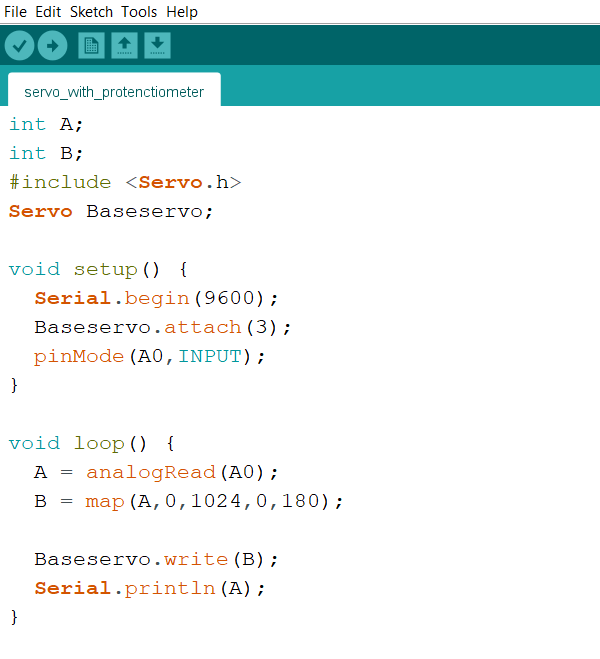 File Edit Sketch Tools Help
servo_with_protenctiometer
int A;
int B;
#include <Servo.h>
Servo Baseservo;
void setup() {
  Serial.begin(9600);
  Baseservo.attach(3);
  pinMode(A0,INPUT);
}
void loop() {
  A = analogRead(A0);
  B = map(A,0,1024,0,180);
  Baseservo.write(B);
  Serial.println(A);
}